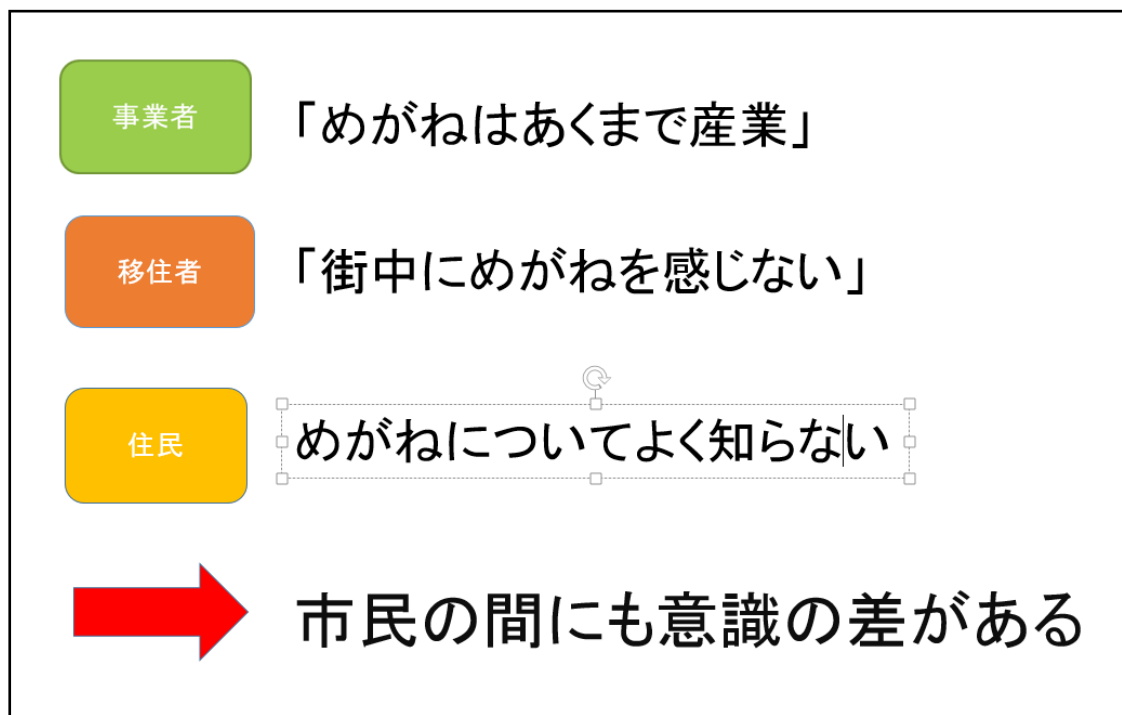 事業者
「めがねはあくまで産業」
移住者
「街中にめがねを感じない」
住民
めがねについてよく知らない
市民の間にも意識の差がある